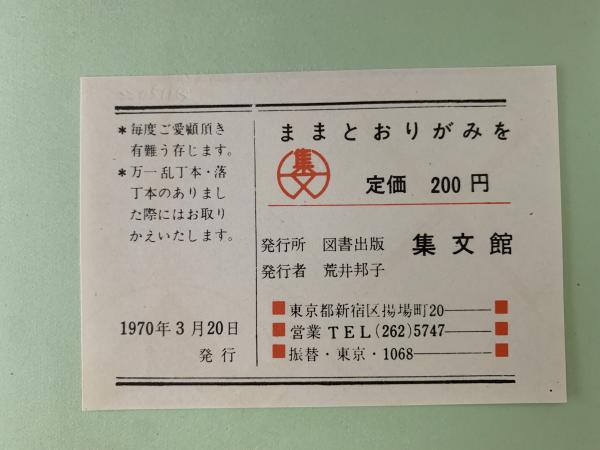 ＊毎度ご愛顧頂き
有難う存じます。
＊万一乱丁本・落
丁本のありまし
た際にはお取り
かえいたします。
1970年3月20日
発行
ままとおりがみを
集文
定価 200円
発行所 図書出版 集文館
発行者 荒井邦子
■東京都新宿区揚場町20―■
■営業TEL(262)5747―■
■振替・東京・1068―■